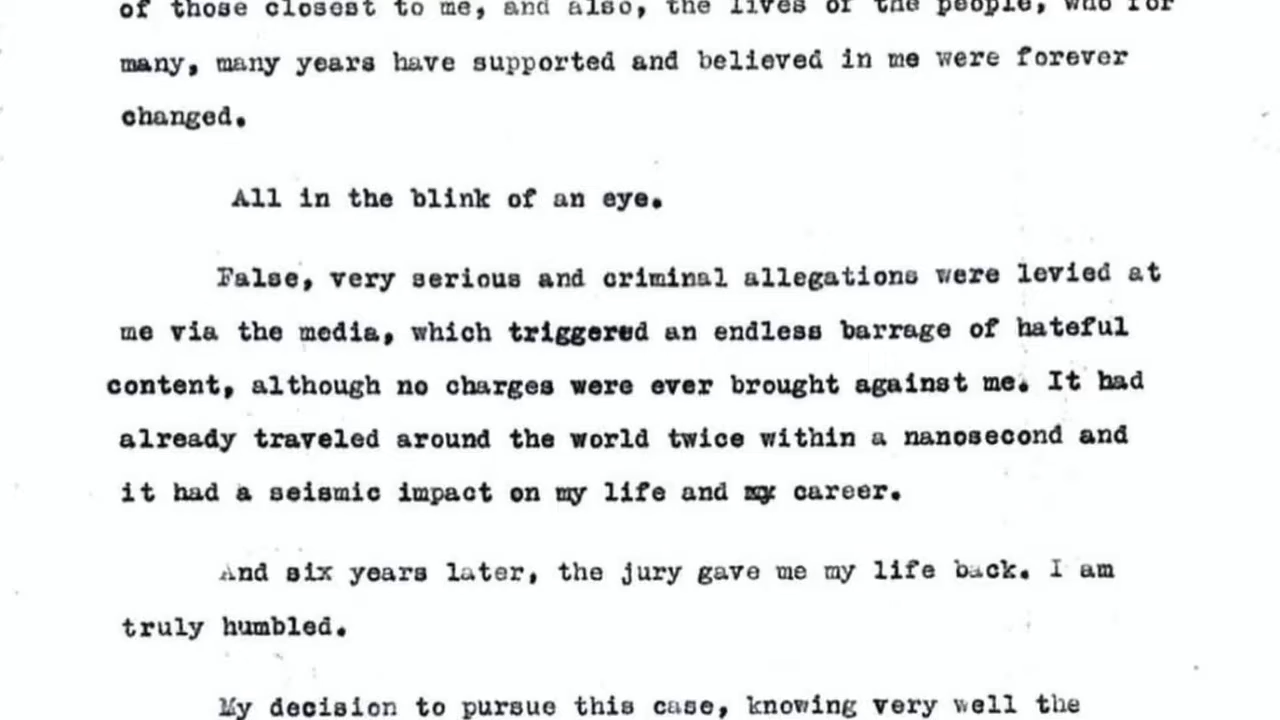 of those closest to me, and also, the lives of the people, who for
many, many years have supported and believed in me were forever
changed.
All in the blink of an eye.
False, very serious and criminal allegations were levied at
me via the media, which triggered an endless barrage of hateful
content, although no charges were ever brought against me. It had
already traveled around the world twice within a nanosecond and
it had a seismic impact on my life and my career.
And six years later, the jury gave me my life back. I am
truly humbled.
My decision to pursue this case, knowing very well the